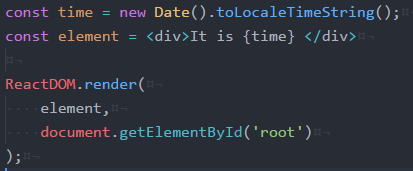 const time = new Date().toLocaleTimeString();
const element = <div>It is {time} </div>

ReactDOM.render(
    element,
    document.getElementById('root')
);